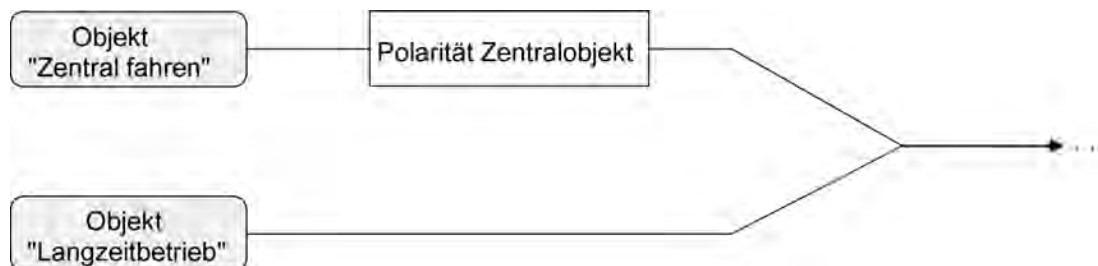 Objekt
"Zentral fahren"
Polarität Zentralobjekt
...
Objekt
"Langzeitbetrieb"